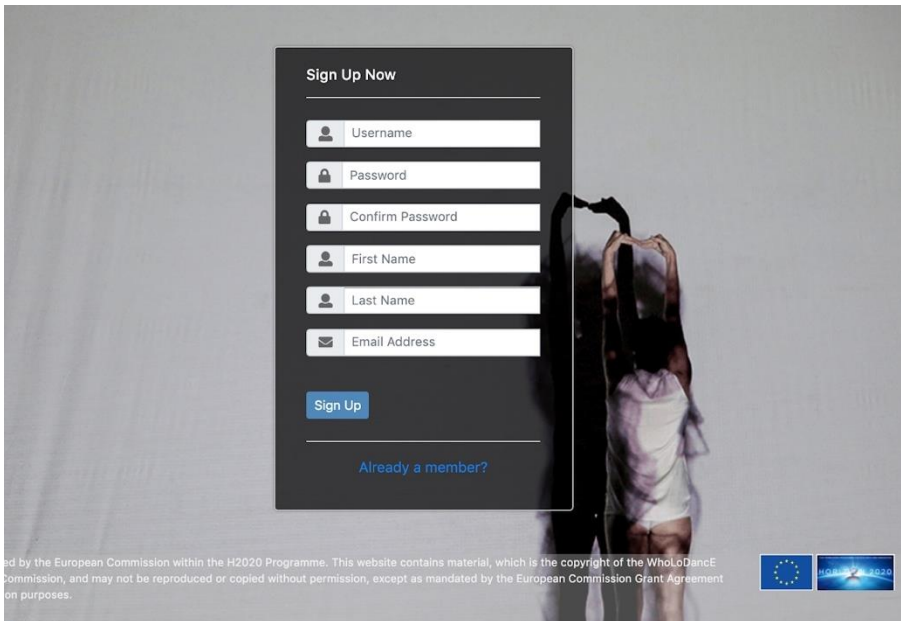 Sign Up Now
Username
Password
Confirm Password
First Name
Last Name
Email Address
Sign Up
Already a member?
ed by the European Commission within the H2020 Programme. This website contains material, which is the copyright of the WhoLoDancE
Commission, and may not be reproduced or copied without permission, except as mandated by the European Commission Grant Agreement
on purposes.
HORIZON 2020